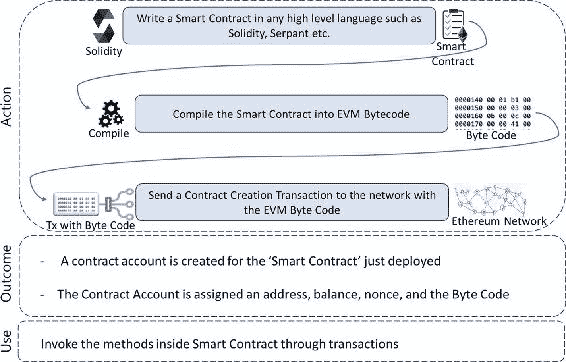 Write a Smart Contract in any high level language such as
Solidity, Serpant etc.
Solidity
Smart
Contract
Action
Compile the Smart Contract into EVM Bytecode
Compile
0000140 00 01 b1 00
0000150 00 00 03 00
0000160 0b 00 0c 00
0000170 00 00 41 00
Byte Code
Send a Contract Creation Transaction to the network with
the EVM Byte Code
Tx with Byte Code
Ethereum Network
Outcome
- A contract account is created for the ‘Smart Contract’ just deployed
- The Contract Account is assigned an address, balance, nonce, and the Byte Code
Use
Invoke the methods inside Smart Contract through transactions